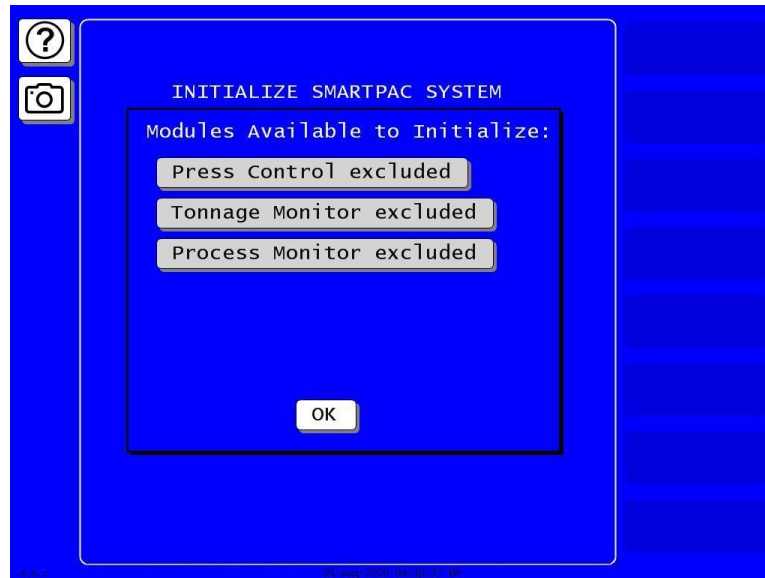 ?
INITIALIZE SMARTPAC SYSTEM
Modules Available to Initialize:
Press Control excluded
Tonnage Monitor excluded
Process Monitor excluded
OK